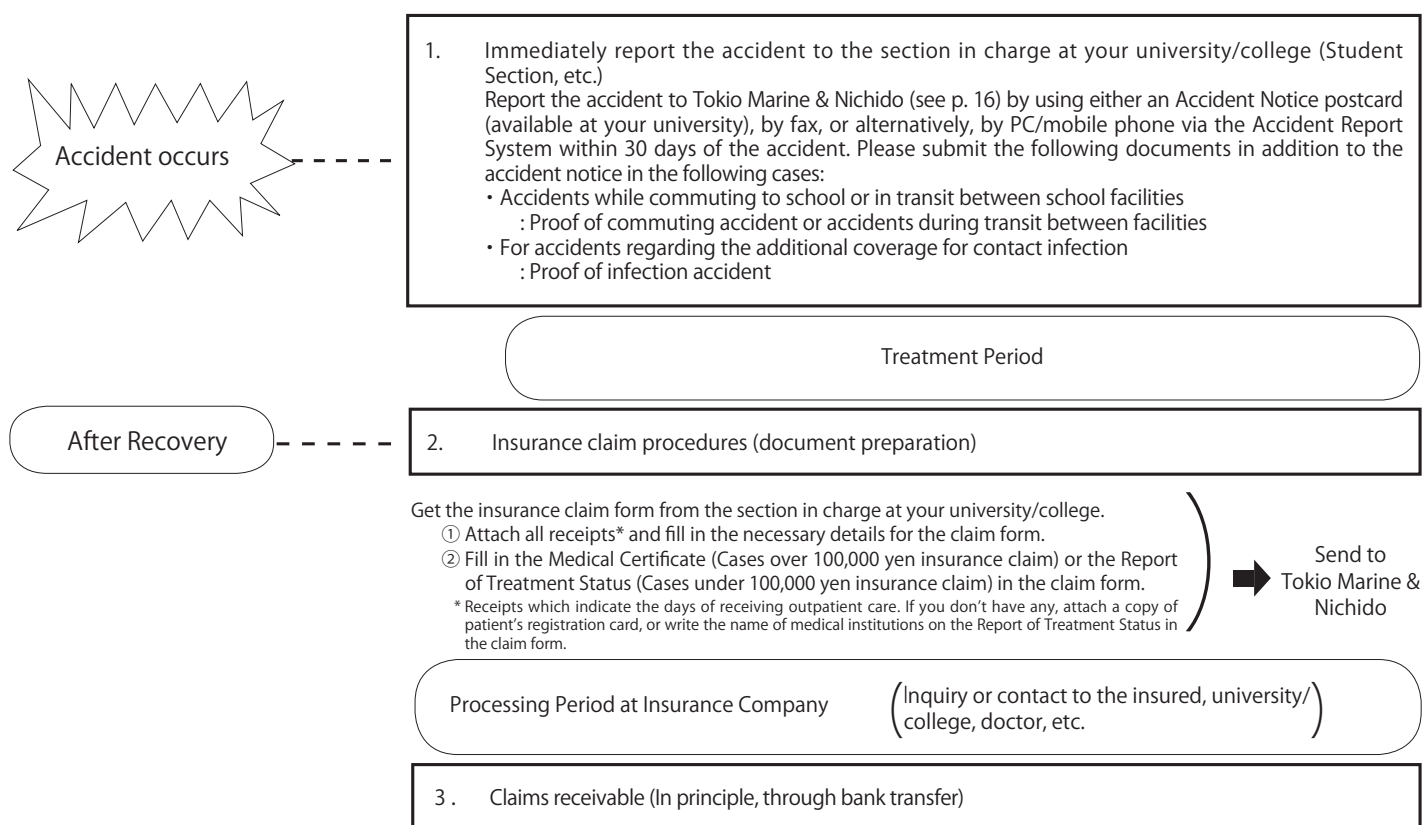 Accident occurs
1. Immediately report the accident to the section in charge at your university/college (Student
Section, etc.)
Report the accident to Tokio Marine & Nichido (see p. 16) by using either an Accident Notice postcard
(available at your university), by fax, or alternatively, by PC/mobile phone via the Accident Report
System within 30 days of the accident. Please submit the following documents in addition to the
accident notice in the following cases:
・Accidents while commuting to school or in transit between school facilities
: Proof of commuting accident or accidents during transit between facilities
・For accidents regarding the additional coverage for contact infection
: Proof of infection accident
Treatment Period
After Recovery
2. Insurance claim procedures (document preparation)
Get the insurance claim form from the section in charge at your university/college.
① Attach all receipts* and fill in the necessary details for the claim form.
② Fill in the Medical Certificate (Cases over 100,000 yen insurance claim) or the Report
of Treatment Status (Cases under 100,000 yen insurance claim) in the claim form.
* Receipts which indicate the days of receiving outpatient care. If you don't have any, attach a copy of
patient's registration card, or write the name of medical institutions on the Report of Treatment Status in
the claim form.
Send to
Tokio Marine &
Nichido
Processing Period at Insurance Company
(Inquiry or contact to the insured, university/
college, doctor, etc.)
3 . Claims receivable (In principle, through bank transfer)